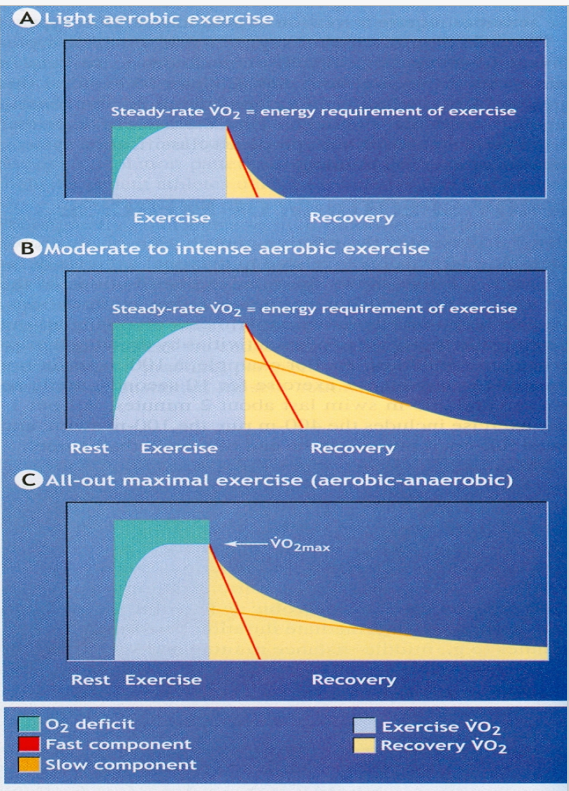 A Light aerobic exercise
Steady-rate V̇O₂ = energy requirement of exercise
Exercise Recovery
B Moderate to intense aerobic exercise
Steady-rate V̇O₂ = energy requirement of exercise
Rest Exercise Recovery
C All-out maximal exercise (aerobic-anaerobic)
V̇O₂max
Rest Exercise Recovery
O₂ deficit
Fast component
Slow component
Exercise V̇O₂
Recovery V̇O₂